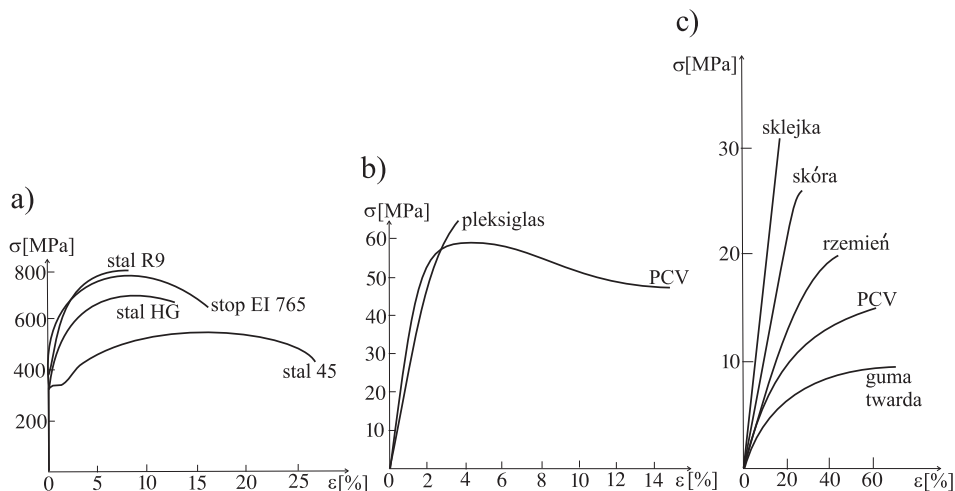 a)
σ[MPa]
800
600
400
200
0
5
10
15
20
25
ε[%]
stal R9
stal HG
stop EI 765
stal 45
b)
σ[MPa]
60
50
40
30
20
10
0
2
4
6
8
10
12
14
ε[%]
pleksiglas
PCV
c)
σ[MPa]
30
20
10
0
20
40
60
ε[%]
sklejka
skóra
rzemień
PCV
guma
twarda